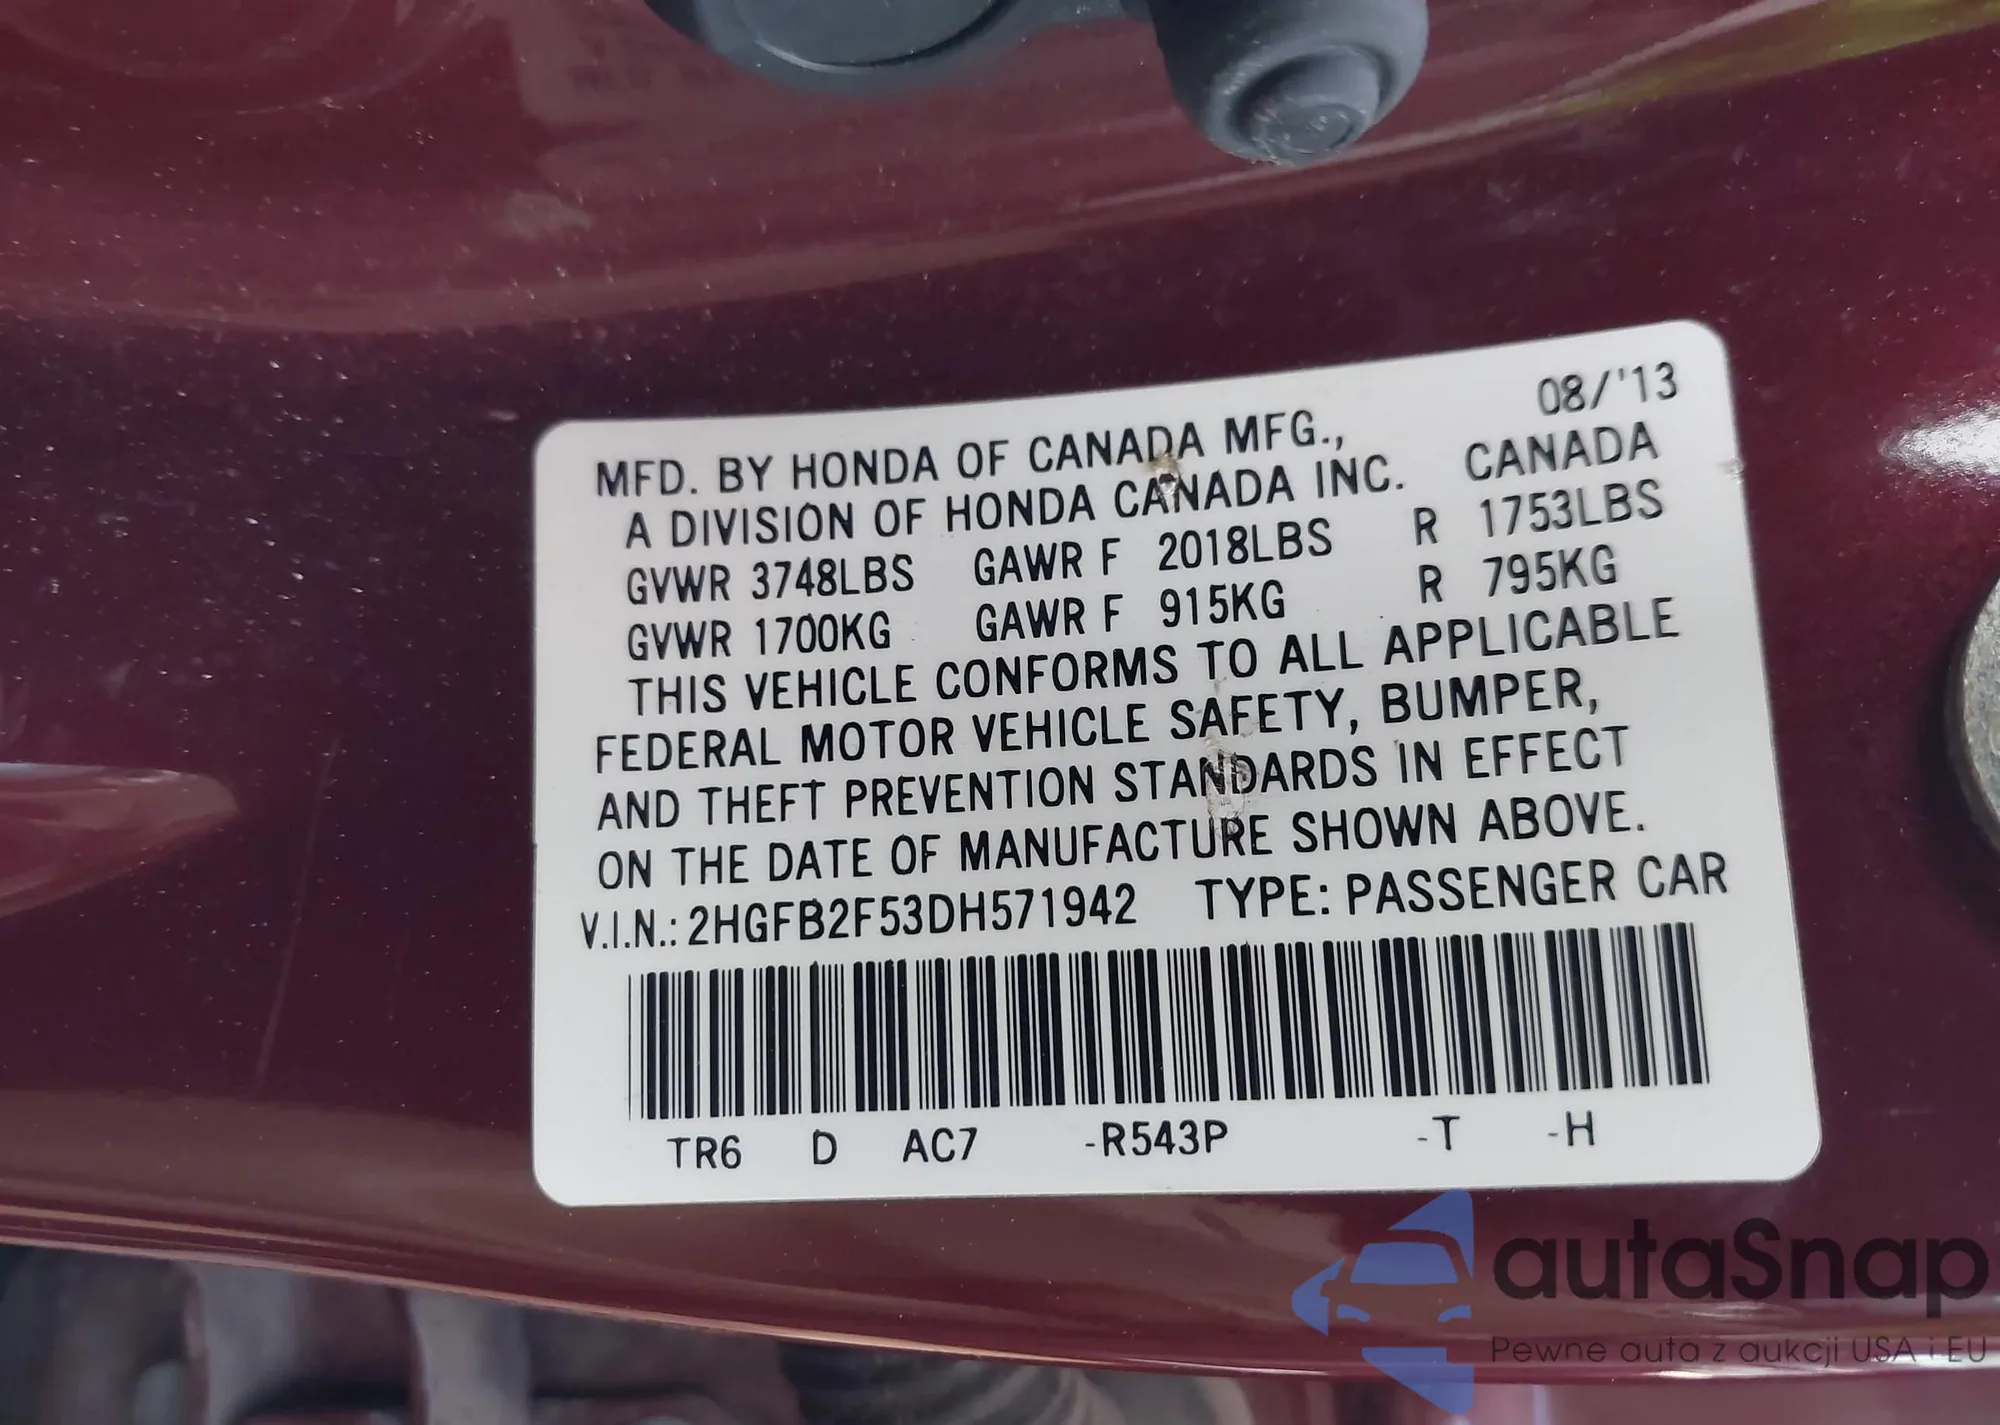 08/'13
MFD. BY HONDA OF CANADA MFG.,
A DIVISION OF HONDA CANADA INC. CANADA
GVWR 3748LBS GAWR F 2018LBS R 1753LBS
GVWR 1700KG GAWR F 915KG R 795KG
THIS VEHICLE CONFORMS TO ALL APPLICABLE
FEDERAL MOTOR VEHICLE SAFETY, BUMPER,
AND THEFT PREVENTION STANDARDS IN EFFECT
ON THE DATE OF MANUFACTURE SHOWN ABOVE.
V.I.N.: 2HGFB2F53DH571942 TYPE: PASSENGER CAR
TR6 D AC7 -R543P -T -H
autaSnap
Pewne auta z aukcji USA i EU